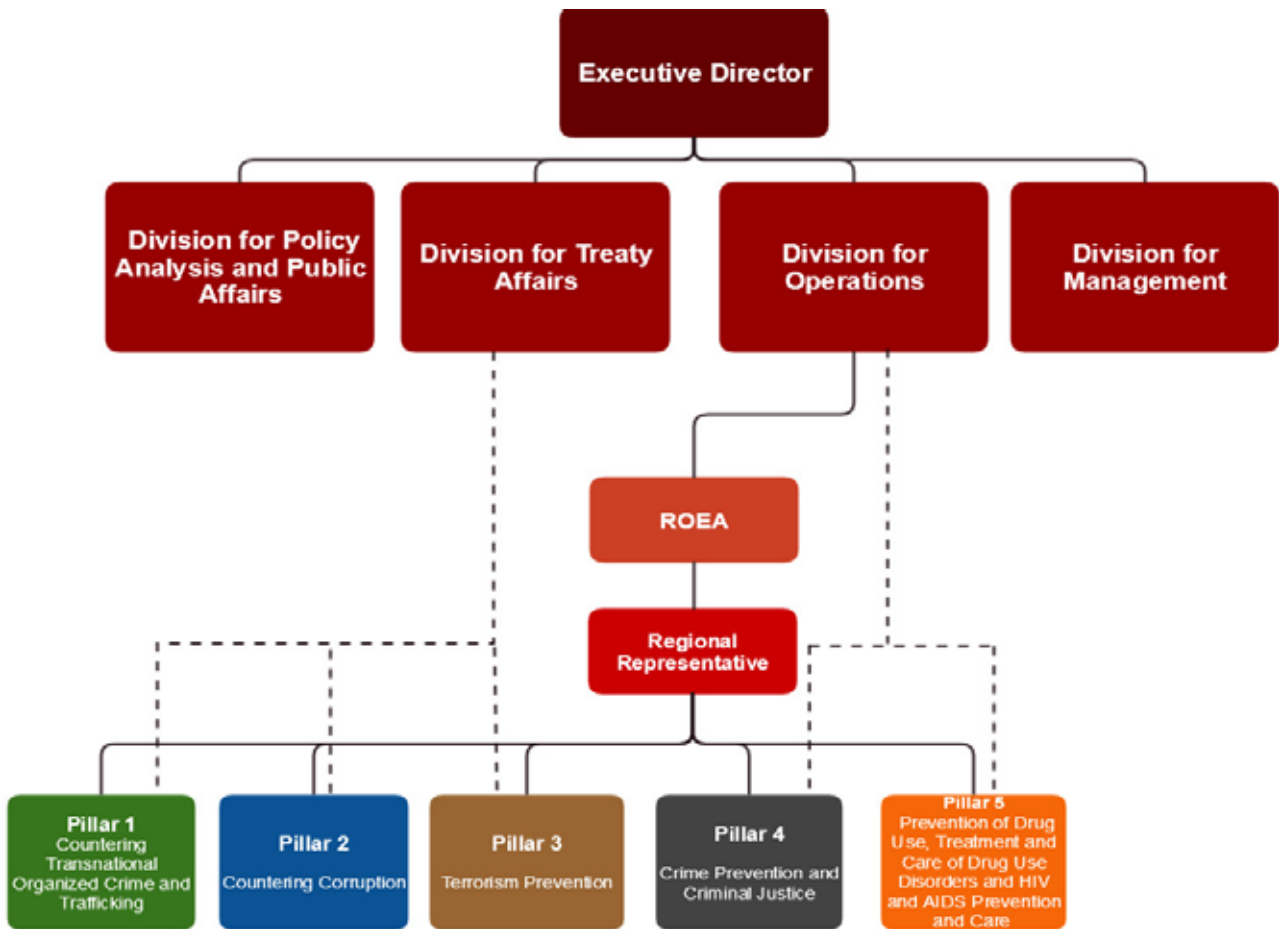 Executive Director
Division for Policy
Analysis and Public
Affairs
Division for Treaty
Affairs
Division for
Operations
Division for
Management
ROEA
Regional
Representative
Pillar 1
Countering
Transnational
Organized Crime and
Trafficking
Pillar 2
Countering Corruption
Pillar 3
Terrorism Prevention
Pillar 4
Crime Prevention and
Criminal Justice
Pillar 5
Prevention of Drug
Use, Treatment and
Care of Drug Use
Disorders and HIV
and AIDS Prevention
and Care